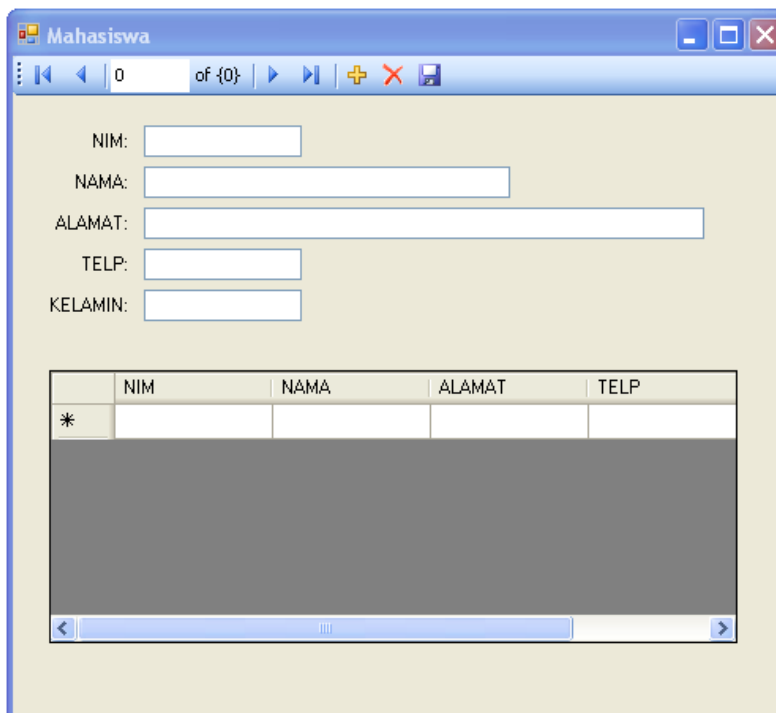 Mahasiswa
0 of {0}
NIM:
NAMA:
ALAMAT:
TELP:
KELAMIN:
NIM NAMA ALAMAT TELP